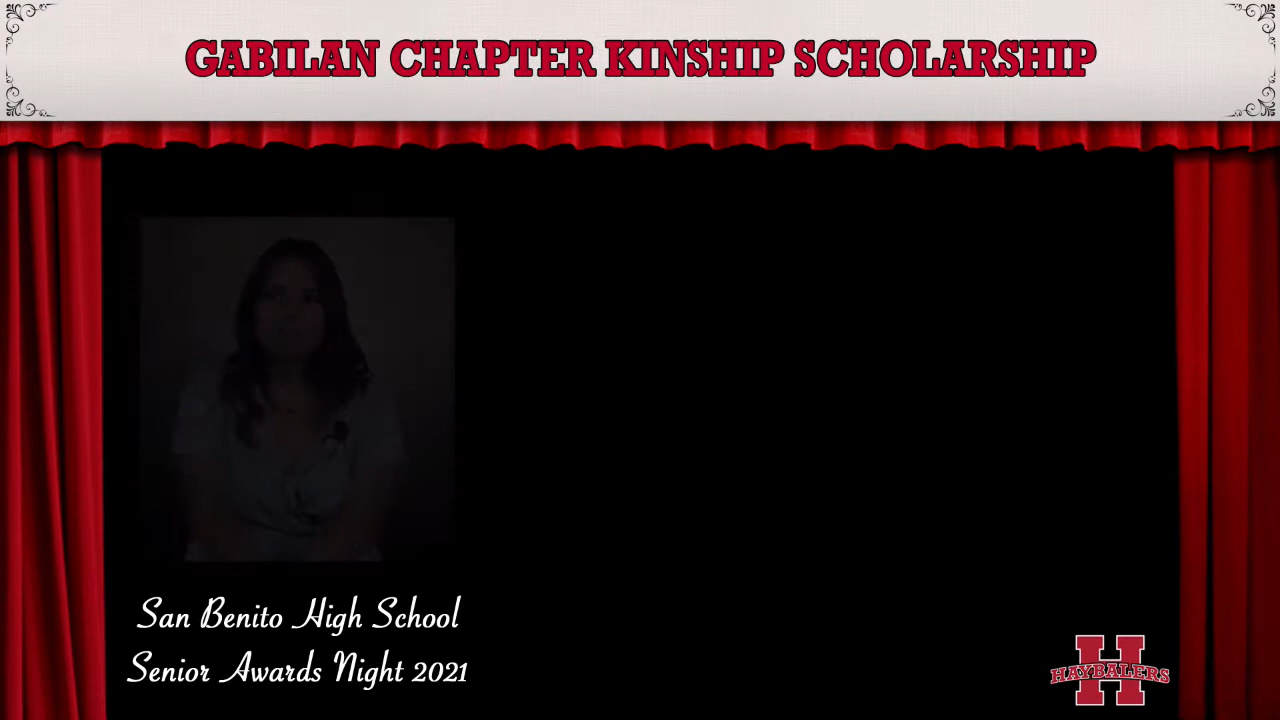 GABILAN CHAPTER KINSHIP SCHOLARSHIP
San Benito High School
Senior Awards Night 2021
H
HAYBALERS